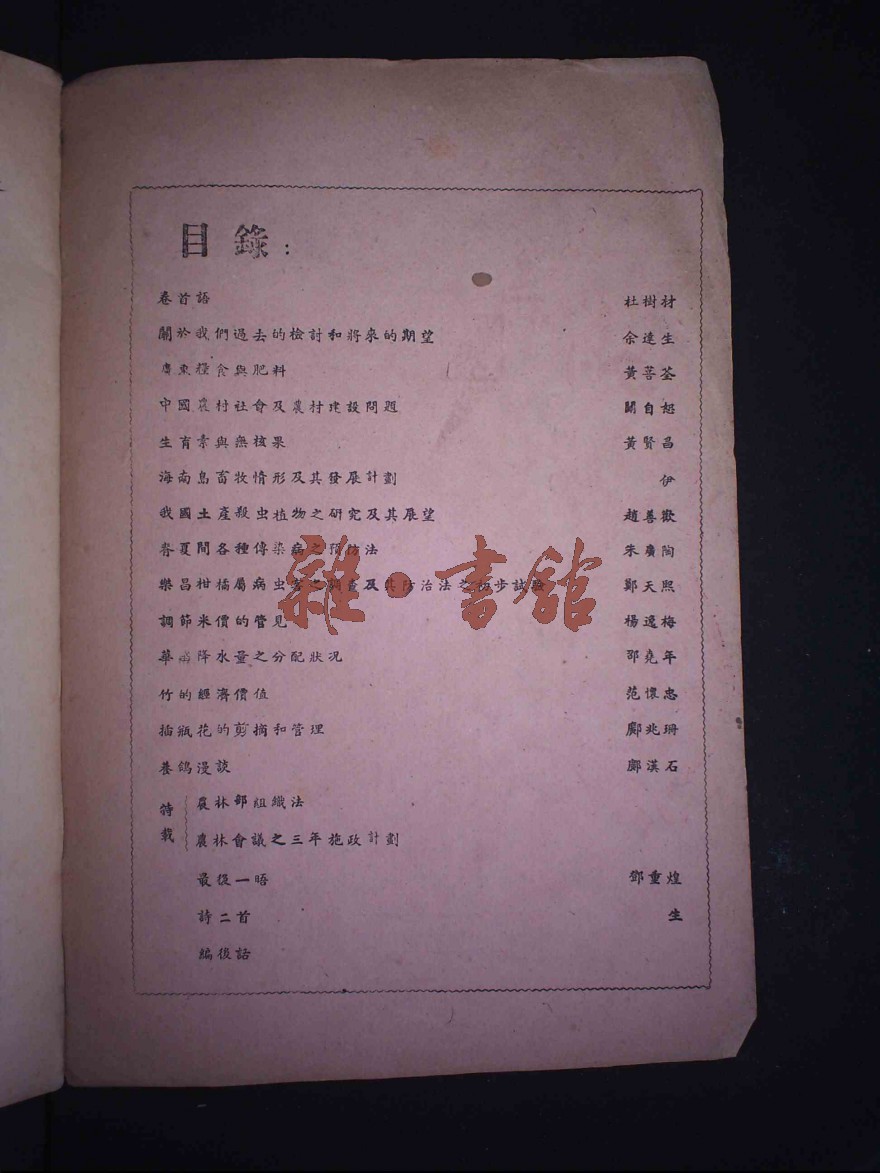 目錄：
卷首語 杜樹材
關於我們過去的檢討和將來的期望 余達生
廣東糧食與肥料 黃菩荃
中國農村社會及農村建設問題 關自恕
生育素與無核果 黃賢昌
海南島畜牧情形及其發展計劃 伊
我國土產殺虫植物之研究及其展望 趙善歡
春夏間各種傳染病之預防法 朱廣陶
樂昌柑橘屬病虫害之調查及其防治法之初步試驗 鄭天熙
調節米價的管見 楊逸梅
華南降水量之分配狀況 邵堯年
竹的經濟價值 范懷忠
插瓶花的剪摘和管理 鄺兆珊
養鴿漫談 鄺漢石
特載
農林部組織法
農林會議之三年施政計劃
最後一晤 鄧重煌
詩二首 生
編後話
雜·書館